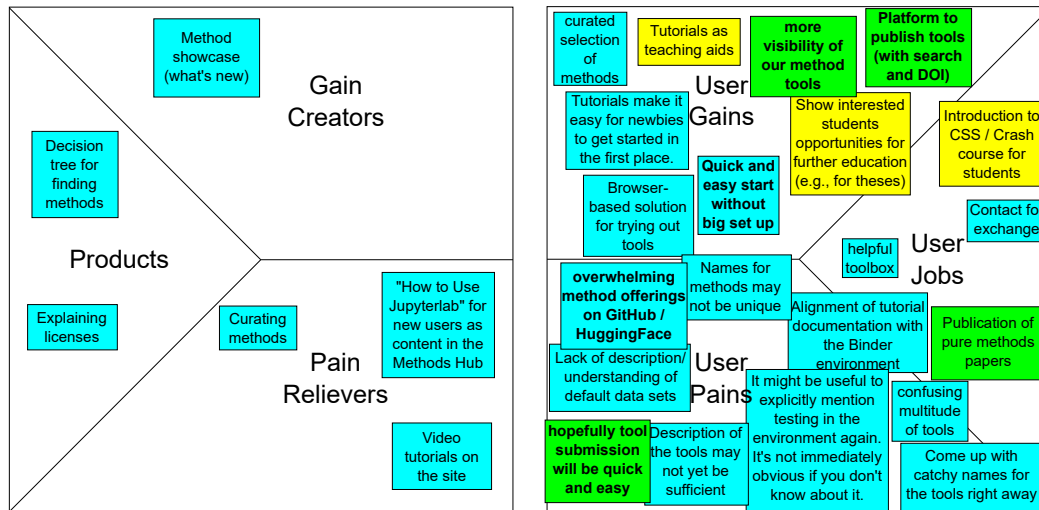 Method
showcase
(what's new)
Gain
Creators
Decision
tree for
finding
methods
Products
Explaining
licenses
Curating
methods
"How to Use
Jupyterlab" for
new users as
content in the
Methods Hub
Pain
Relievers
Video
tutorials on
the site
curated
selection
of
methods
Tutorials as
teaching aids
more
visibility of
our method
tools
Platform to
publish tools
(with search
and DOI)
User
Gains
Tutorials make it
easy for newbies
to get started in
the first place.
Show interested
students
opportunities for
further education
(e.g., for theses)
Introduction to
CSS / Crash
course for
students
Quick and
easy start
without
big set up
Browser-
based solution
for trying out
tools
Contact for
exchange
User
Jobs
helpful
toolbox
overwhelming
method offerings
on GitHub /
HuggingFace
Names for
methods may
not be unique
Alignment of tutorial
documentation with
the Binder
environment
Publication of
pure methods
papers
Lack of description/
understanding of
default data sets
User
Pains
It might be useful to
explicitly mention
testing in the
environment again.
It's not immediately
obvious if you don't
know about it.
confusing
multitude
of tools
hopefully tool
submission
will be quick
and easy
Description of
the tools may
not yet be
sufficient
Come up with
catchy names for
the tools right away